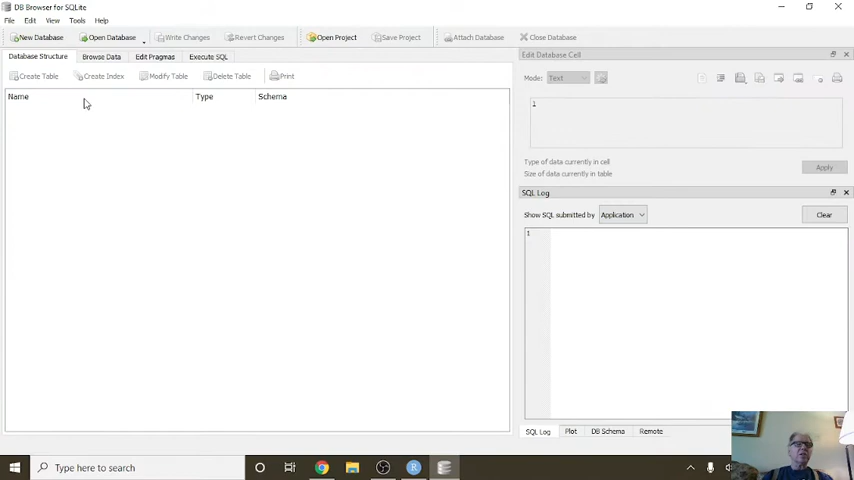 DB Browser for SQLite
File Edit View Tools Help
New Database Open Database Write Changes Revert Changes Open Project Save Project Attach Database Close Database
Database Structure Browse Data Edit Pragmas Execute SQL
Create Table Create Index Modify Table Delete Table Print
Name Type Schema
Edit Database Cell
Mode: Text
1
Type of data currently in cell
Size of data currently in table
Apply
SQL Log
Show SQL submitted by Application Clear
1
SQL Log Plot DB Schema Remote
Type here to search
R